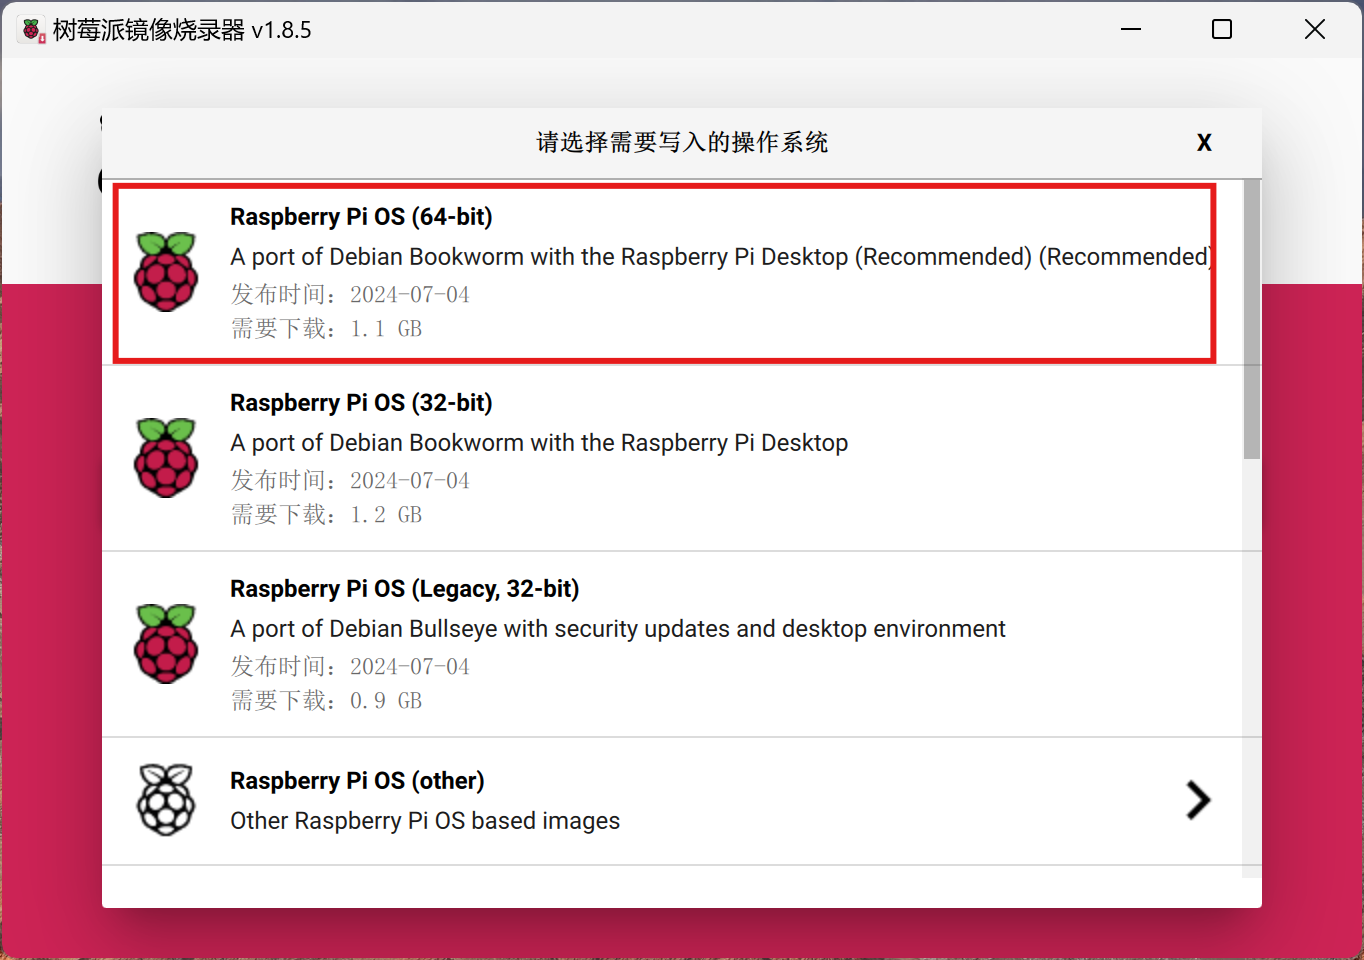 树莓派镜像烧录器 v1.8.5
请选择需要写入的操作系统
X
Raspberry Pi OS (64-bit)
A port of Debian Bookworm with the Raspberry Pi Desktop (Recommended) (Recommended)
发布时间：2024-07-04
需要下载：1.1 GB
Raspberry Pi OS (32-bit)
A port of Debian Bookworm with the Raspberry Pi Desktop
发布时间：2024-07-04
需要下载：1.2 GB
Raspberry Pi OS (Legacy, 32-bit)
A port of Debian Bullseye with security updates and desktop environment
发布时间：2024-07-04
需要下载：0.9 GB
Raspberry Pi OS (other)
Other Raspberry Pi OS based images